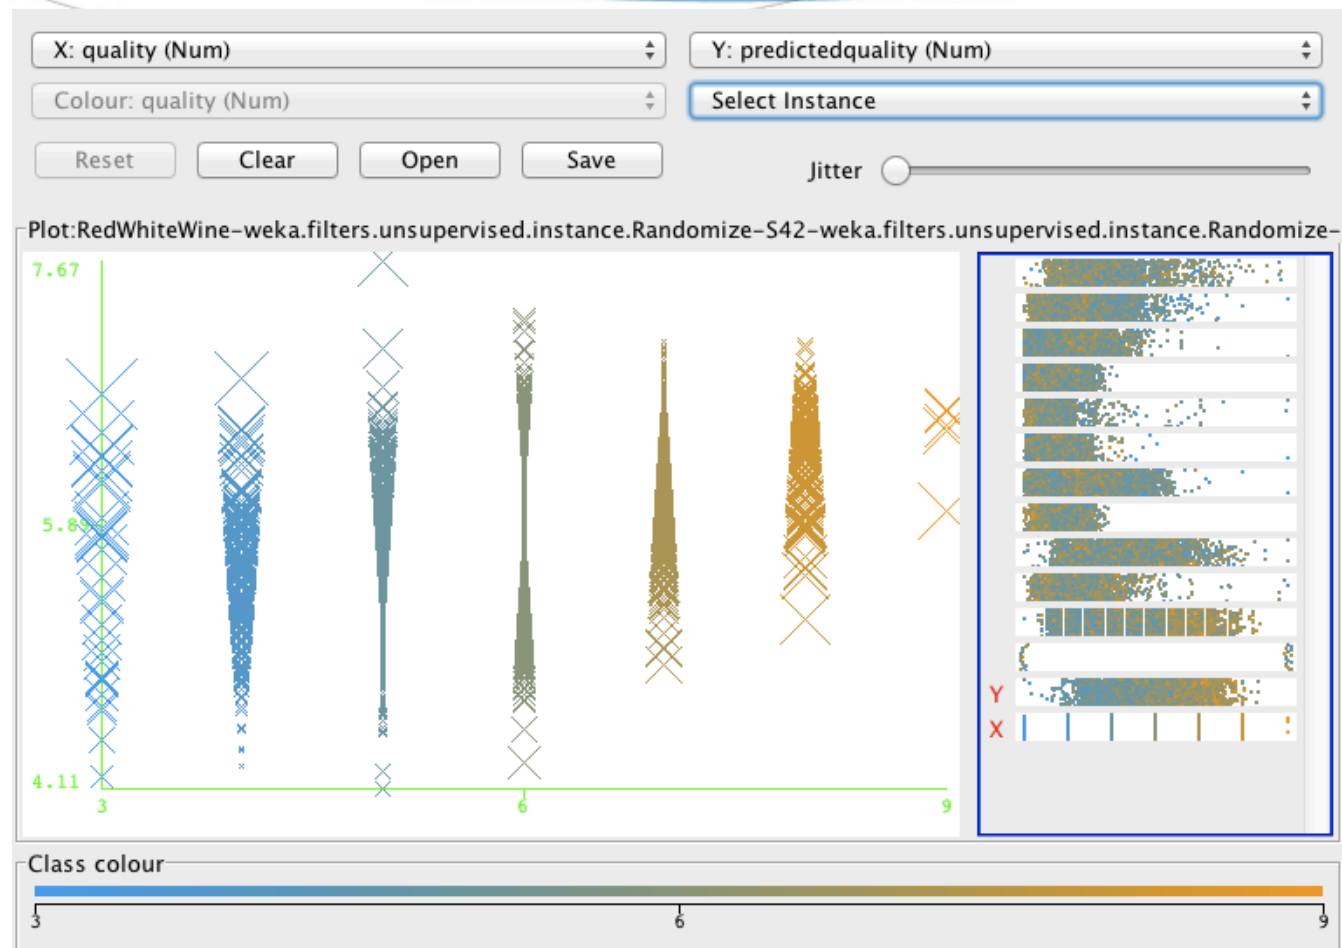 X: quality (Num)
Y: predictedquality (Num)
Colour: quality (Num)
Select Instance
Reset
Clear
Open
Save
Jitter
Plot:RedWhiteWine-weka.filters.unsupervised.instance.Randomize-S42-weka.filters.unsupervised.instance.Randomize-
7.67
5.89
4.11
3
6
9
Y
X
Class colour
3
6
9